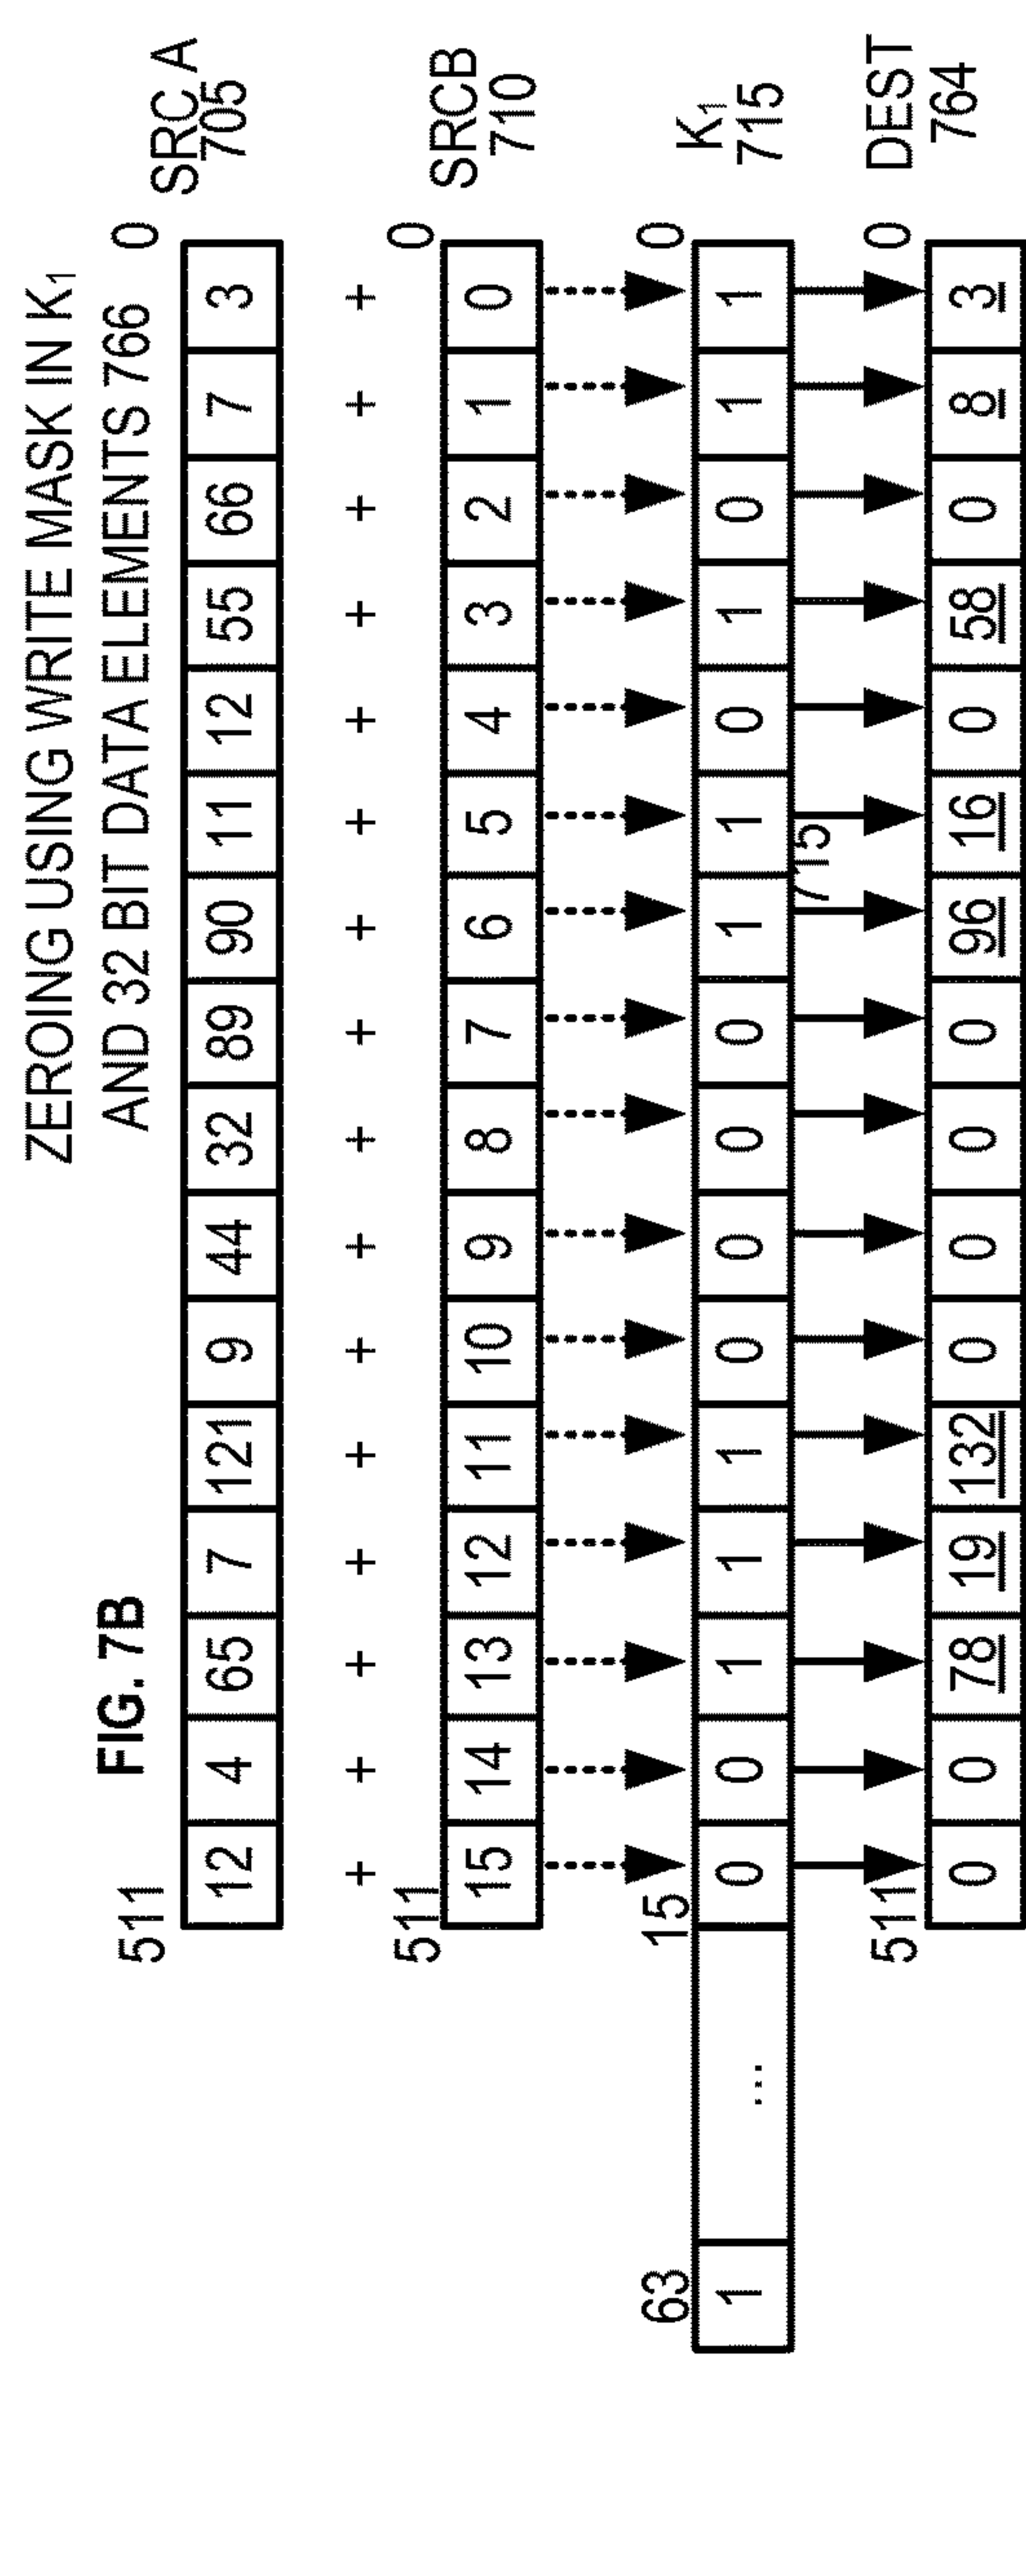 FIG. 7B
ZEROING USING WRITE MASK IN K1
AND 32 BIT DATA ELEMENTS 766
511 0
12 4 65 7 121 9 44 32 89 90 11 12 55 66 7 3
SRC A
705
+ + + + + + + + + + + + + + + +
511 0
15 14 13 12 11 10 9 8 7 6 5 4 3 2 1 0
SRCB
710
63 15 0
1 ... 0 0 1 1 1 0 0 0 0 1 1 0 1 0 1 1
K1
715
715
511 0
0 0 78 19 132 0 0 0 0 96 16 0 58 0 8 3
DEST
764